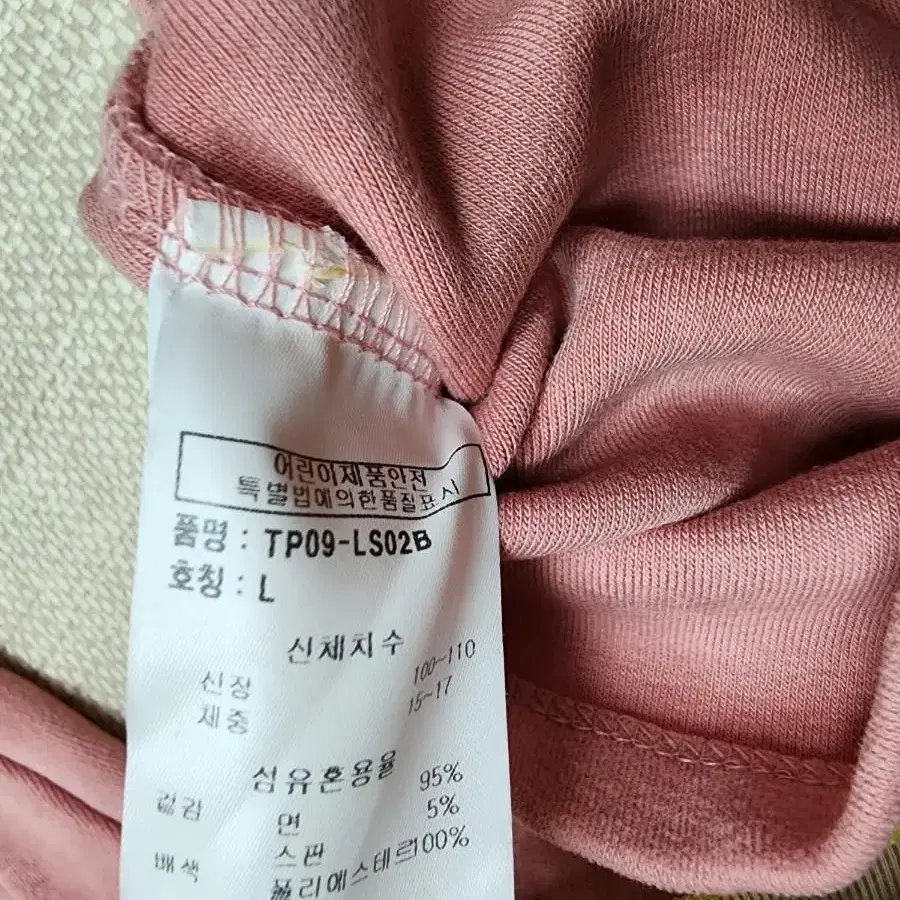 어린이제품안전
특별법에의한품질표시
품명 : TP09-LS02B
호칭 : L
신체치수
신장 100~110
체중 15~17
섬유혼용율
겉감 면 95%
스판 5%
배색 폴리에스테르100%